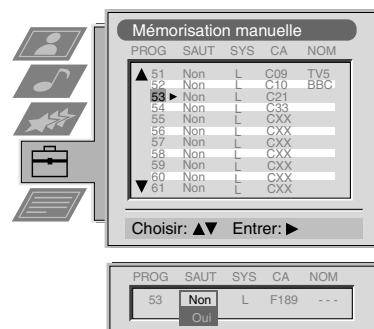 Mémorisation manuelle
PROG SAUT SYS CA NOM
▲ 51 Non L C09 TV5
52 Non L C10 BBC
53 ► Non L C21
54 Non L C33
55 Non L CXX
56 Non L CXX
57 Non L CXX
58 Non L CXX
59 Non L CXX
60 Non L CXX
▼ 61 Non L CXX
Choisir: ▲▼ Entrer: ►
PROG SAUT SYS CA NOM
53 Non L F189 - - -
Oui